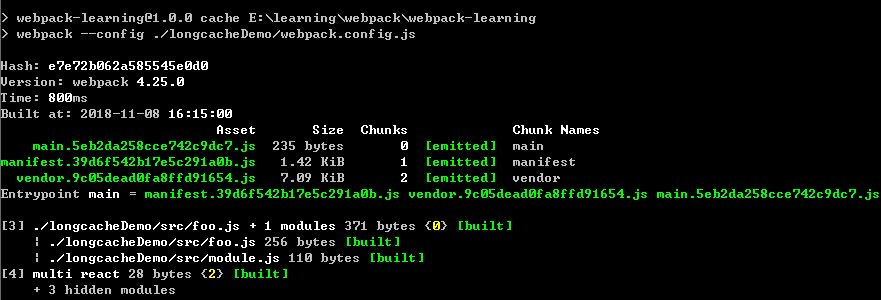 > webpack-learning@1.0.0 cache E:\learning\webpack\webpack-learning
> webpack --config ./longcacheDemo/webpack.config.js
Hash: e7e72b062a585545e0d0
Version: webpack 4.25.0
Time: 800ms
Built at: 2018-11-08 16:15:00
Asset Size Chunks Chunk Names
main.5eb2da258cce742c9dc7.js 235 bytes 0 [emitted] main
manifest.39d6f542b17e5c291a0b.js 1.42 KiB 1 [emitted] manifest
vendor.9c05dead0fa8ffd91654.js 7.09 KiB 2 [emitted] vendor
Entrypoint main = manifest.39d6f542b17e5c291a0b.js vendor.9c05dead0fa8ffd91654.js main.5eb2da258cce742c9dc7.js
[3] ./longcacheDemo/src/foo.js + 1 modules 371 bytes {0} [built]
| ./longcacheDemo/src/foo.js 256 bytes [built]
| ./longcacheDemo/src/module.js 110 bytes [built]
[4] multi react 28 bytes {2} [built]
+ 3 hidden modules